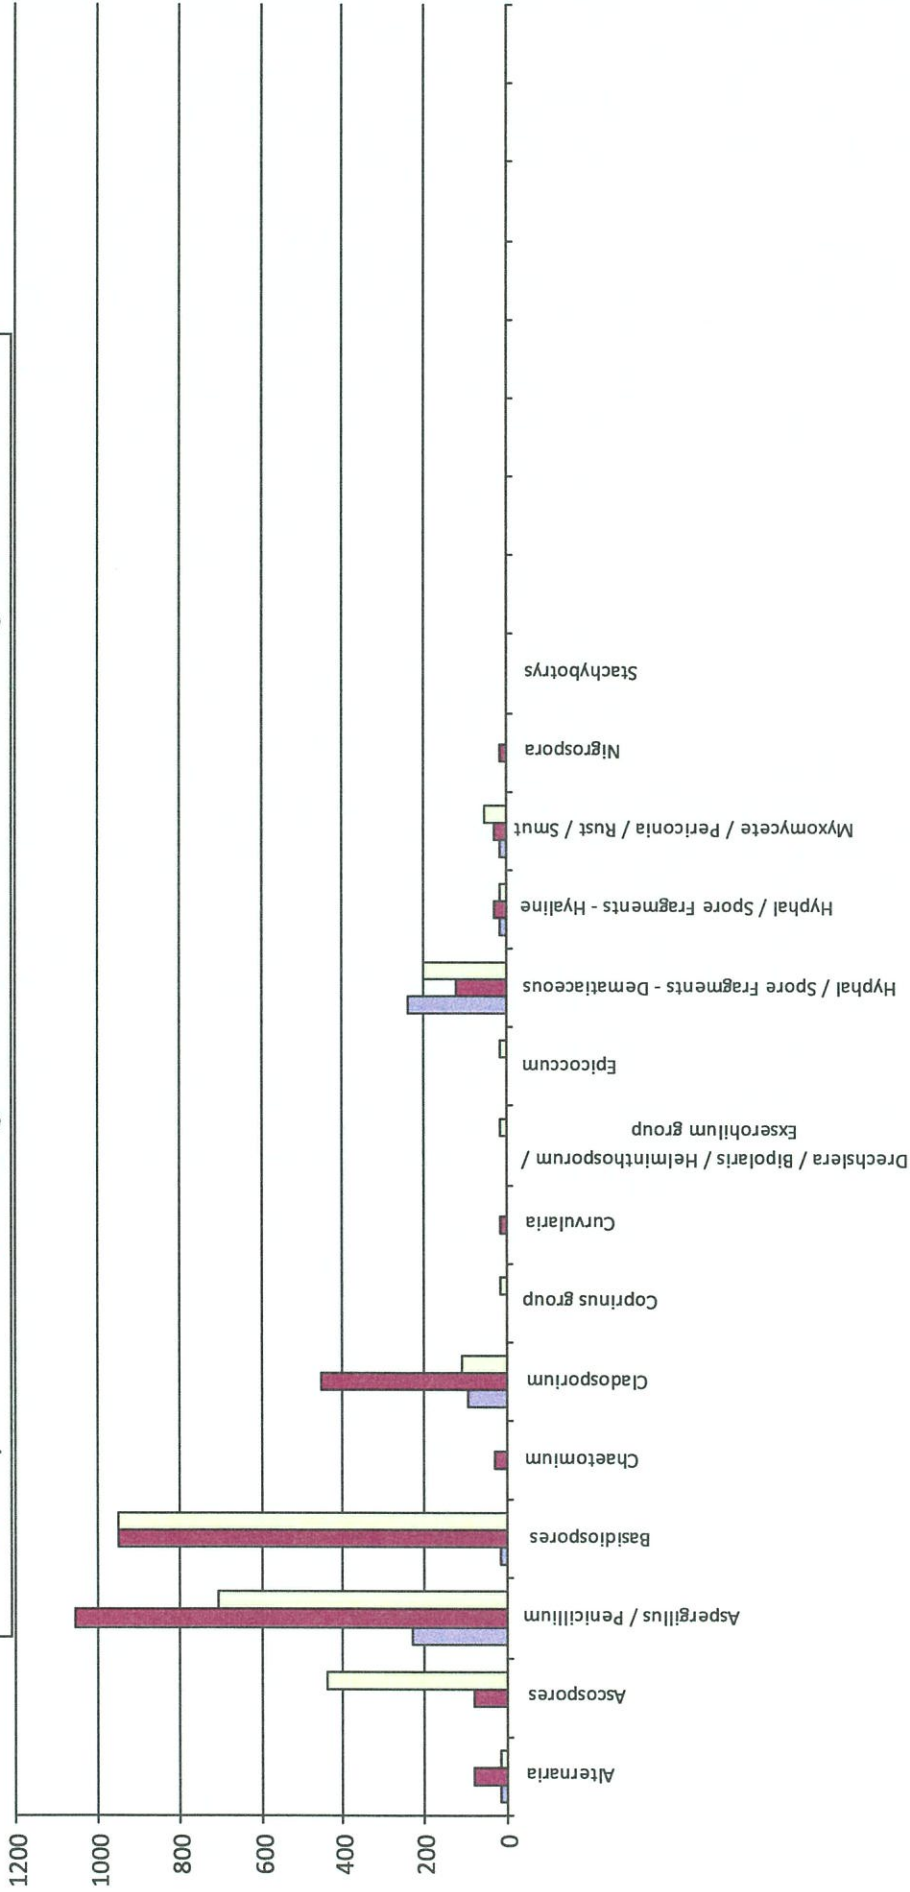 1200
1000
800
600
400
200
0
Alternaria
Ascospores
Aspergillus / Penicillium
Basidiospores
Chaetomium
Cladosporium
Coprinus group
Curvularia
Drechslera / Bipolaris / Helminthosporum /
Exserohilum group
Epicoccum
Hyphal / Spore Fragments - Dematiaceous
Hyphal / Spore Fragments - Hyaline
Myxomycete / Periconia / Rust / Smut
Nigrospora
Stachybotrys